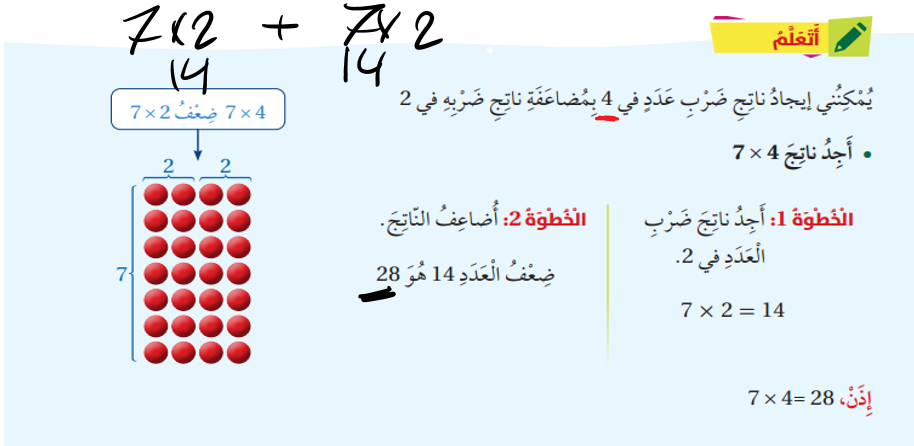 7×2 + 7×2
14 14
أَتَعَلَّمُ
يُمْكِنُني إيجادُ ناتِجِ ضَرْبِ عَدَدٍ في 4 بِمُضاعَفَةِ ناتِجِ ضَرْبِهِ في 2
• أَجِدُ ناتِجَ 4 × 7
الْخُطْوَةُ 1: أَجِدُ ناتِجَ ضَرْبِ
الْعَدَدِ في 2.
7 × 2 = 14
الْخُطْوَةُ 2: أُضاعِفُ النّاتِجَ.
ضِعْفُ الْعَدَدِ 14 هُوَ 28
7×4 ضِعْفُ 7×2
2 2
7
إِذَنْ، 7 × 4= 28